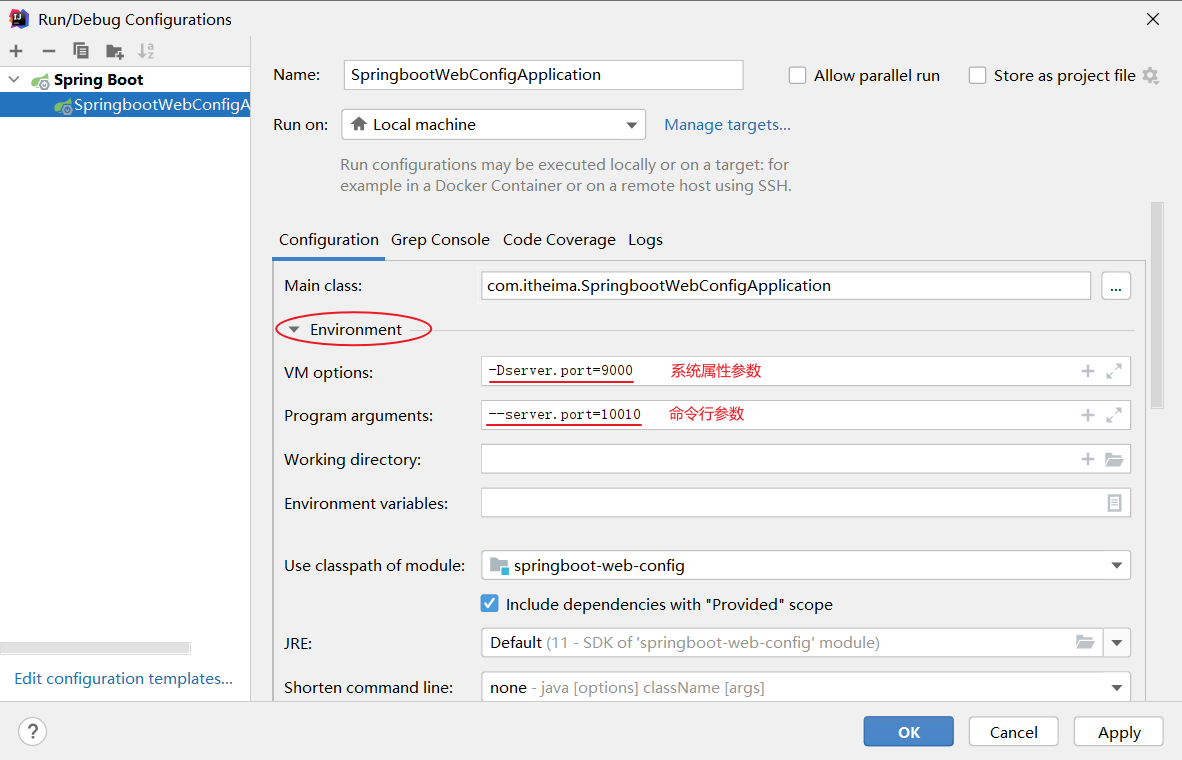 Run/Debug Configurations
Spring Boot
SpringbootWebConfigA
Edit configuration templates...
Name:
SpringbootWebConfigApplication
Allow parallel run
Store as project file
Run on:
Local machine
Manage targets...
Run configurations may be executed locally or on a target: for
example in a Docker Container or on a remote host using SSH.
Configuration Grep Console Code Coverage Logs
Main class:
com.itheima.SpringbootWebConfigApplication
...
Environment
VM options:
-Dserver.port=9000
系统属性参数
Program arguments:
--server.port=10010
命令行参数
Working directory:
Environment variables:
Use classpath of module:
springboot-web-config
Include dependencies with "Provided" scope
JRE:
Default (11 - SDK of 'springboot-web-config' module)
Shorten command line:
none - java [options] className [args]
?
OK
Cancel
Apply